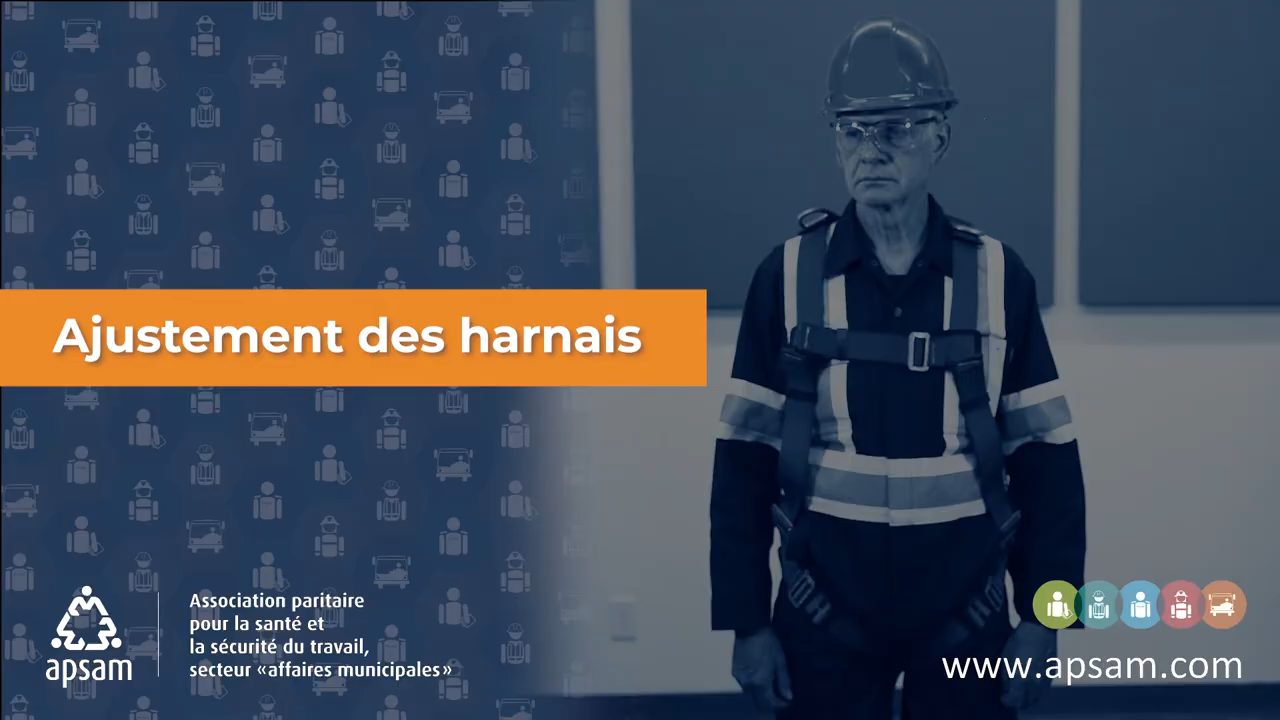 Ajustement des harnais
apsam
Association paritaire
pour la santé et
la sécurité du travail,
secteur «affaires municipales»
www.apsam.com